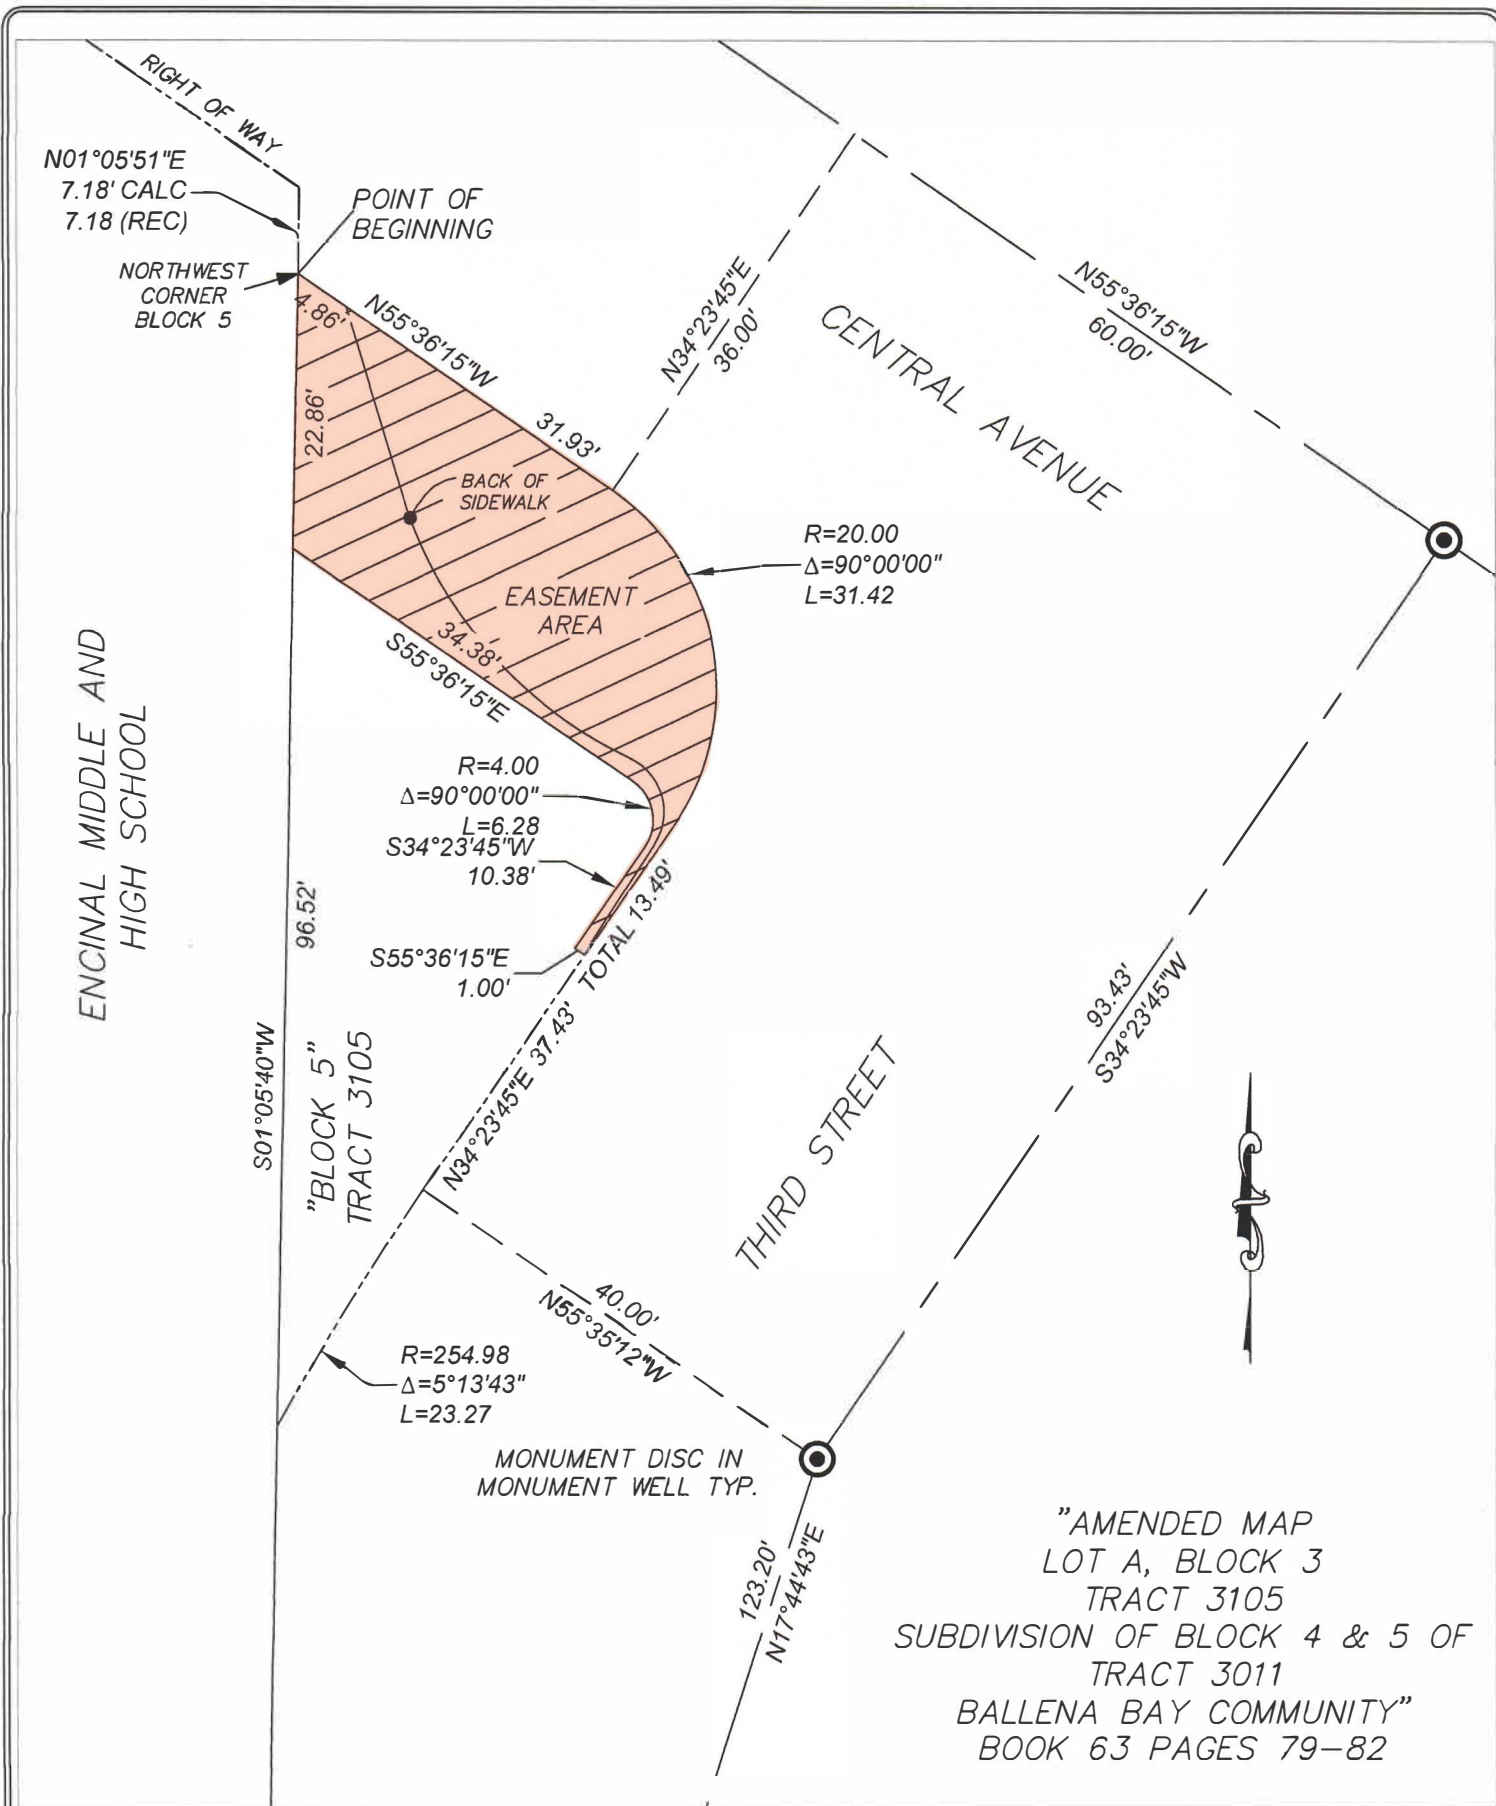 RIGHT OF WAY
N01°05'51"E
7.18' CALC
7.18 (REC)
POINT OF
BEGINNING
NORTHWEST
CORNER
BLOCK 5
4.86'
N55°36'15"W
31.93'
22.86'
N34°23'45"E
36.00'
CENTRAL AVENUE
N55°36'15"W
60.00'
BACK OF
SIDEWALK
R=20.00
Δ=90°00'00"
L=31.42
EASEMENT
AREA
34.38'
S55°36'15"E
ENCINAL MIDDLE AND
HIGH SCHOOL
R=4.00
Δ=90°00'00"
L=6.28
S34°23'45"W
10.38'
TOTAL 13.49'
96.52'
S55°36'15"E
1.00'
N34°23'45"E 37.43'
93.43'
S34°23'45"W
S01°05'40"W
"BLOCK 5"
TRACT 3105
THIRD STREET
40.00'
N55°35'12"W
R=254.98
Δ=5°13'43"
L=23.27
MONUMENT DISC IN
MONUMENT WELL TYP.
123.20'
N17°44'43"E
"AMENDED MAP
LOT A, BLOCK 3
TRACT 3105
SUBDIVISION OF BLOCK 4 & 5 OF
TRACT 3011
BALLENA BAY COMMUNITY"
BOOK 63 PAGES 79-82